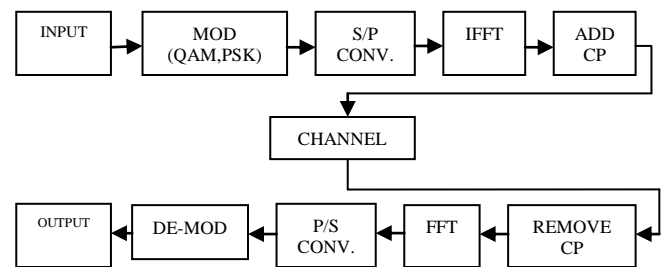 INPUT
MOD
(QAM,PSK)
S/P
CONV.
IFFT
ADD
CP
CHANNEL
OUTPUT
DE-MOD
P/S
CONV.
FFT
REMOVE
CP